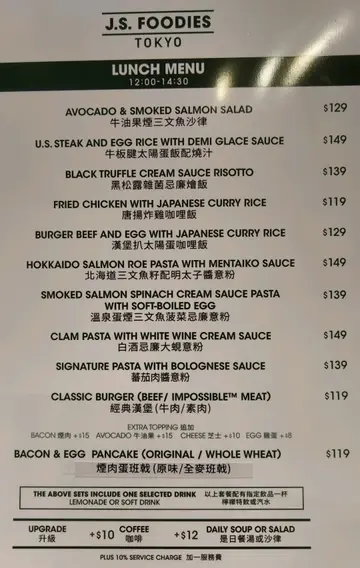 J.S. FOODIES
TOKYO
LUNCH MENU
12:00-14:30
AVOCADO & SMOKED SALMON SALAD $129
牛油果煙三文魚沙律
U.S. STEAK AND EGG RICE WITH DEMI GLACE SAUCE $149
牛板腱太陽蛋飯配燒汁
BLACK TRUFFLE CREAM SAUCE RISOTTO $139
黑松露雜菌忌廉燴飯
FRIED CHICKEN WITH JAPANESE CURRY RICE $119
唐揚炸雞咖喱飯
BURGER BEEF AND EGG WITH JAPANESE CURRY RICE $129
漢堡扒太陽蛋咖喱飯
HOKKAIDO SALMON ROE PASTA WITH MENTAIKO SAUCE $149
北海道三文魚籽配明太子醬意粉
SMOKED SALMON SPINACH CREAM SAUCE PASTA $139
WITH SOFT-BOILED EGG
溫泉蛋煙三文魚菠菜忌廉意粉
CLAM PASTA WITH WHITE WINE CREAM SAUCE $149
白酒忌廉大蜆意粉
SIGNATURE PASTA WITH BOLOGNESE SAUCE $139
蕃茄肉醬意粉
CLASSIC BURGER (BEEF/ IMPOSSIBLE™ MEAT) $119
經典漢堡 (牛肉/素肉)
EXTRA TOPPING 追加
BACON 煙肉 +$15 AVOCADO 牛油果 +$15 CHEESE 芝士 +$10 EGG 雞蛋 +$8
BACON & EGG PANCAKE (ORIGINAL / WHOLE WHEAT) $119
煙肉蛋班戟 (原味/全麥班戟)
THE ABOVE SETS INCLUDE ONE SELECTED DRINK 以上套餐配有指定飲品一杯
LEMONADE OR SOFT DRINK 檸檬特飲或汽水
UPGRADE +$10 COFFEE +$12 DAILY SOUP OR SALAD
升級 咖啡 是日餐湯或沙律
PLUS 10% SERVICE CHARGE 加一服務費